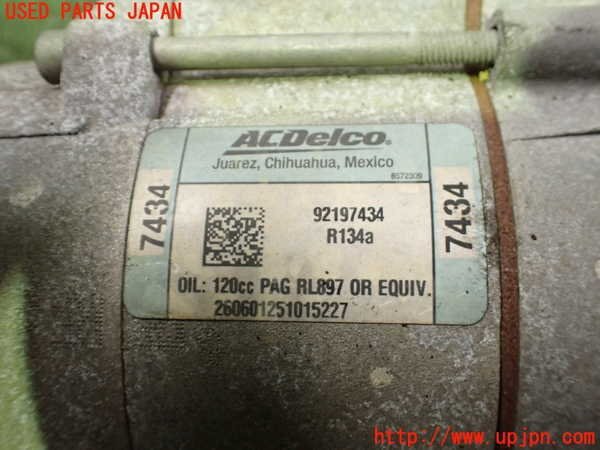 USED PARTS JAPAN
ACDelco.
Juarez, Chihuahua, Mexico
8572309
7434
92197434
R134a
7434
OIL: 120cc PAG RL897 OR EQUIV.
260601251015227
http://www.upjpn.com